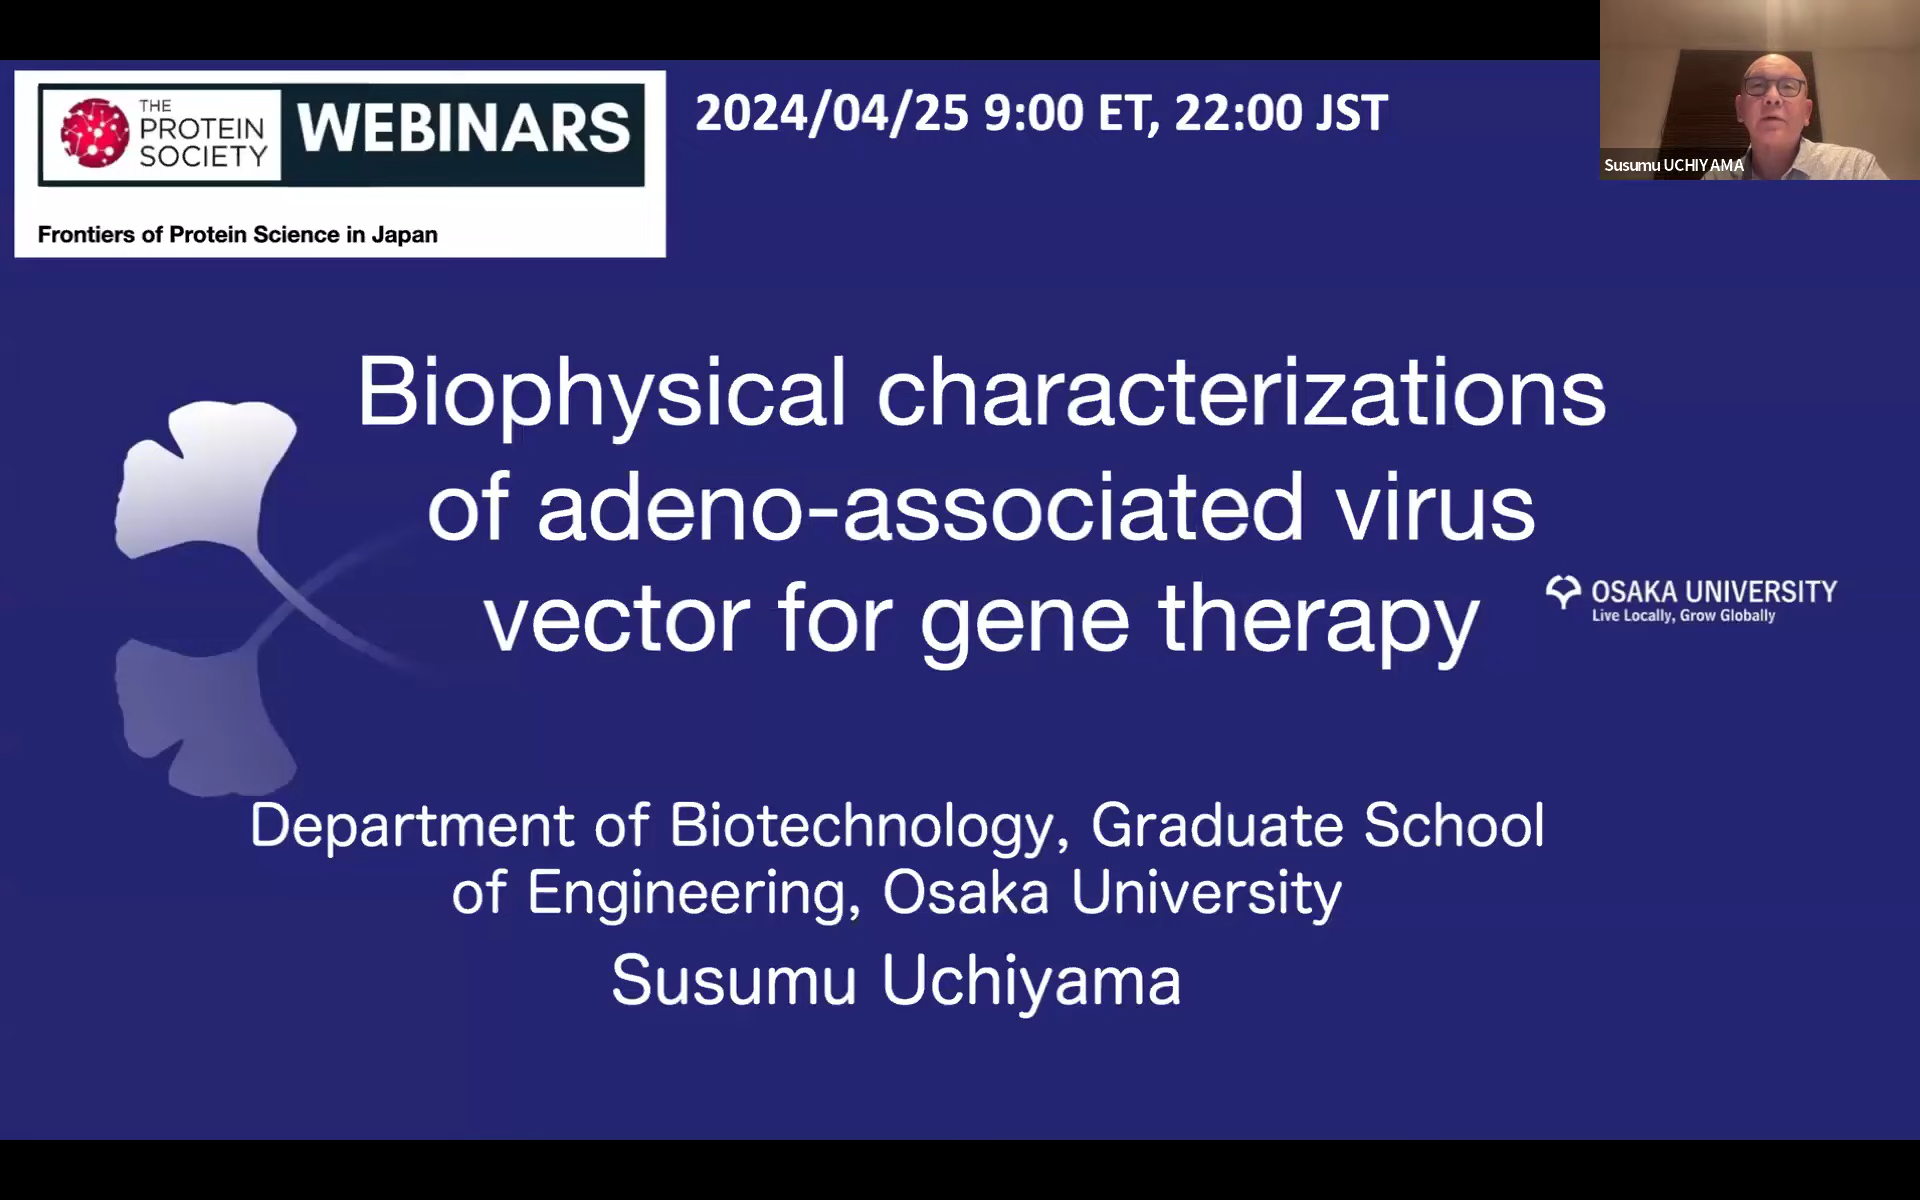 THE
PROTEIN
SOCIETY
WEBINARS
Frontiers of Protein Science in Japan
2024/04/25 9:00 ET, 22:00 JST
Susumu UCHIYAMA
Biophysical characterizations
of adeno-associated virus
vector for gene therapy
OSAKA UNIVERSITY
Live Locally, Grow Globally
Department of Biotechnology, Graduate School
of Engineering, Osaka University
Susumu Uchiyama